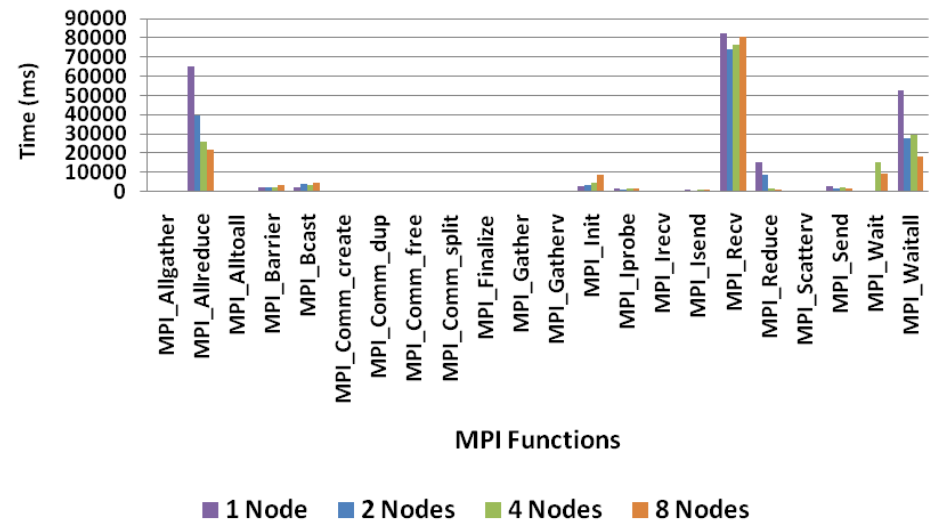 90000
80000
70000
60000
50000
40000
30000
20000
10000
0
Time (ms)
MPI_Allgather
MPI_Allreduce
MPI_Alltoall
MPI_Barrier
MPI_Bcast
MPI_Comm_create
MPI_Comm_dup
MPI_Comm_free
MPI_Comm_split
MPI_Finalize
MPI_Gather
MPI_Gatherv
MPI_Init
MPI_Iprobe
MPI_Irecv
MPI_Isend
MPI_Recv
MPI_Reduce
MPI_Scatterv
MPI_Send
MPI_Wait
MPI_Waitall
MPI Functions
1 Node
2 Nodes
4 Nodes
8 Nodes